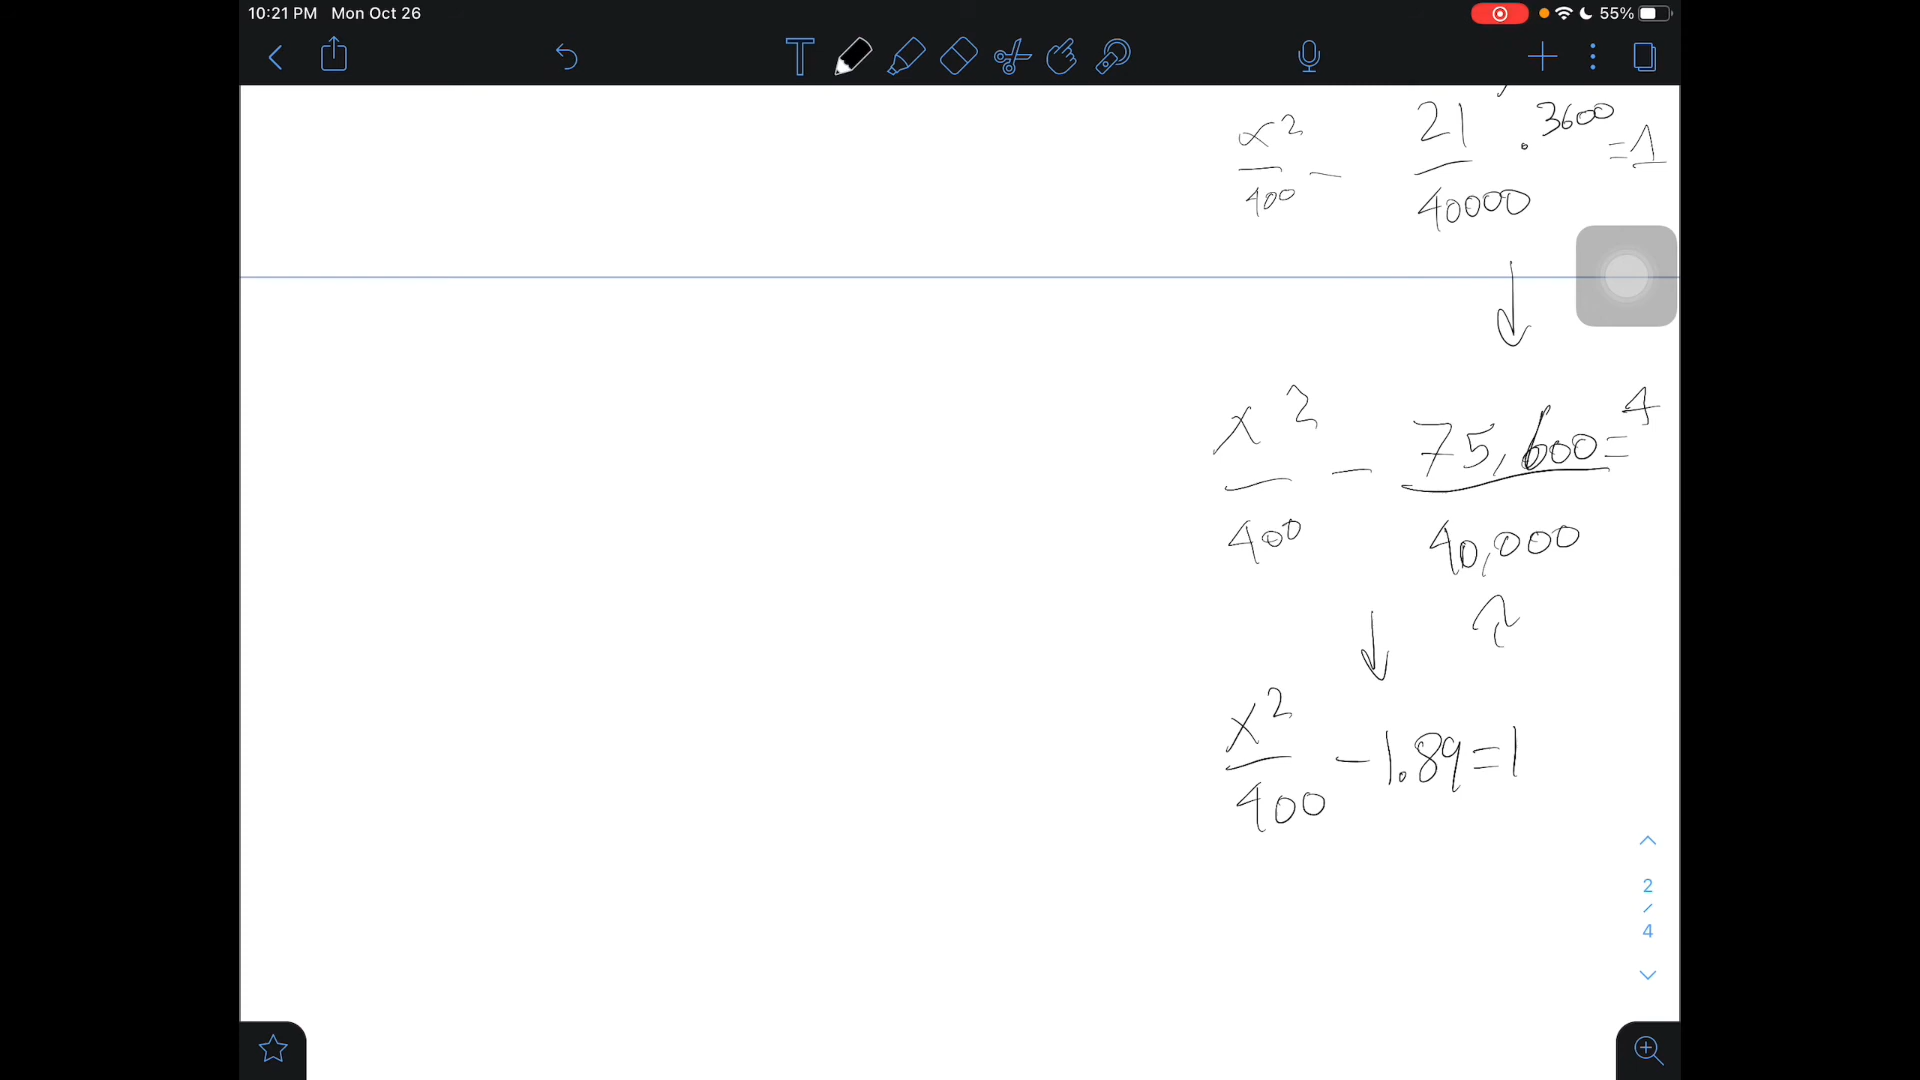 10:21 PM Mon Oct 26 55%
T
x² / 400 - 21 / 40000 . 3600 = 1
x² / 400 - 75,600 / 40,000 = 4
x² / 400 - 1.89 = 1
2
/
4